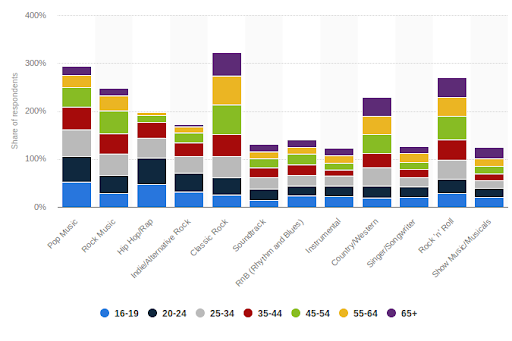 400%
300%
200%
100%
0%
Share of respondents
Pop Music
Rock Music
Hip Hop/Rap
Indie/Alternative Rock
Classic Rock
Soundtrack
RnB (Rhythm and Blues)
Instrumental
Country/Western
Singer/Songwriter
Rock 'n' Roll
Show Music/Musicals
16-19 20-24 25-34 35-44 45-54 55-64 65+